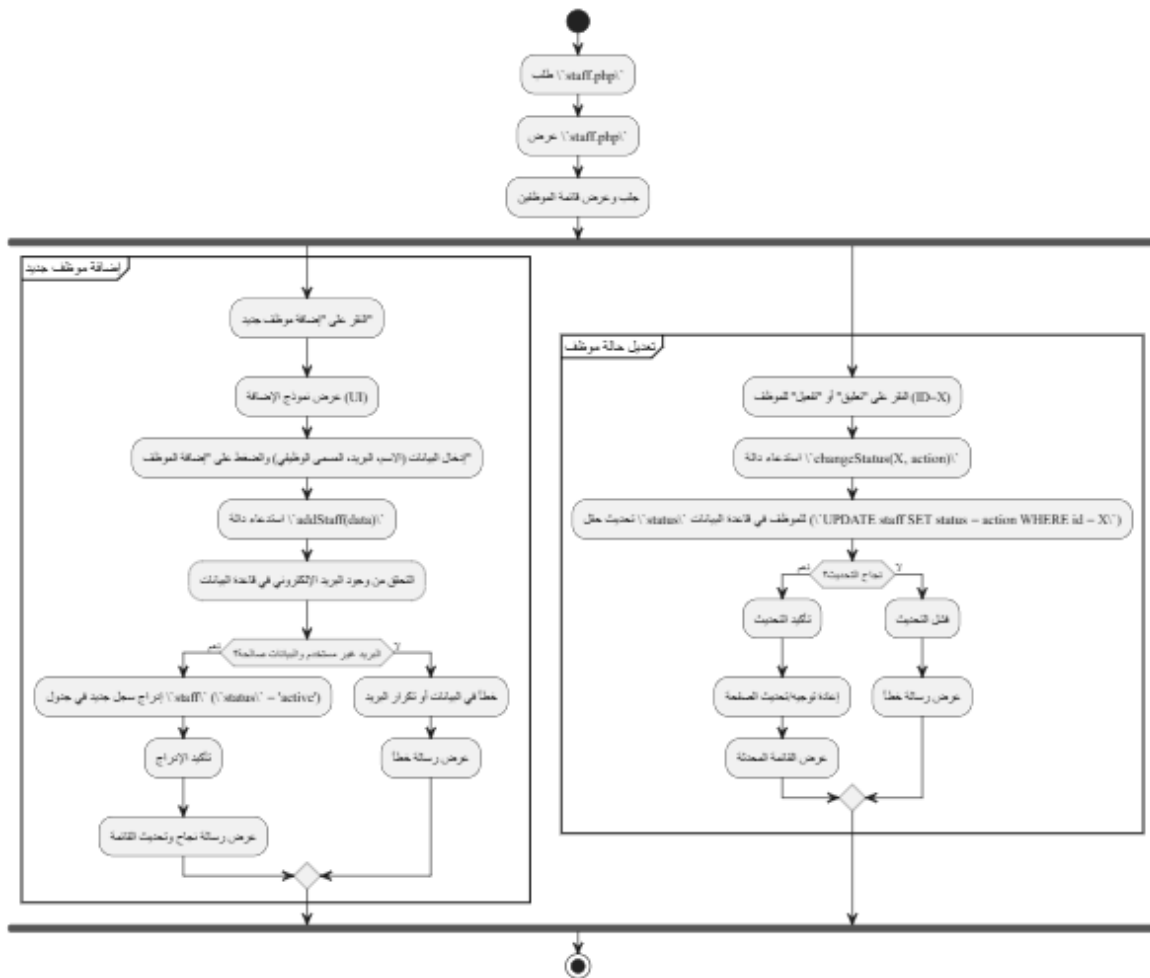 طلب \`staff.php\`
عرض \`staff.php\`
جلب وعرض قائمة الموظفين
إضافة موظف جديد
النقر على "إضافة موظف جديد"
عرض نموذج الإضافة (UI)
إدخال البيانات (الاسم، البريد، المسمى الوظيفي) والضغط على "إضافة الموظف"
استدعاء دالة \`addStaff(data)\`
التحقق من وجود البريد الإلكتروني في قاعدة البيانات
البريد غير مستخدم والبيانات صالحة؟
نعم
لا
إدراج سجل جديد في جدول \`staff\` (\`status\` = 'active')
تأكيد الإدراج
عرض رسالة نجاح وتحديث القائمة
خطأ في البيانات أو تكرار البريد
عرض رسالة خطأ
تعديل حالة موظف
النقر على "تعليق" أو "تفعيل" للموظف (ID=X)
استدعاء دالة \`changeStatus(X, action)\`
تحديث حقل \`status\` للموظف في قاعدة البيانات (\`UPDATE staff SET status = action WHERE id = X\`)
نجاح التحديث؟
نعم
لا
تأكيد التحديث
إعادة توجيه/تحديث الصفحة
عرض القائمة المحدثة
فشل التحديث
عرض رسالة خطأ